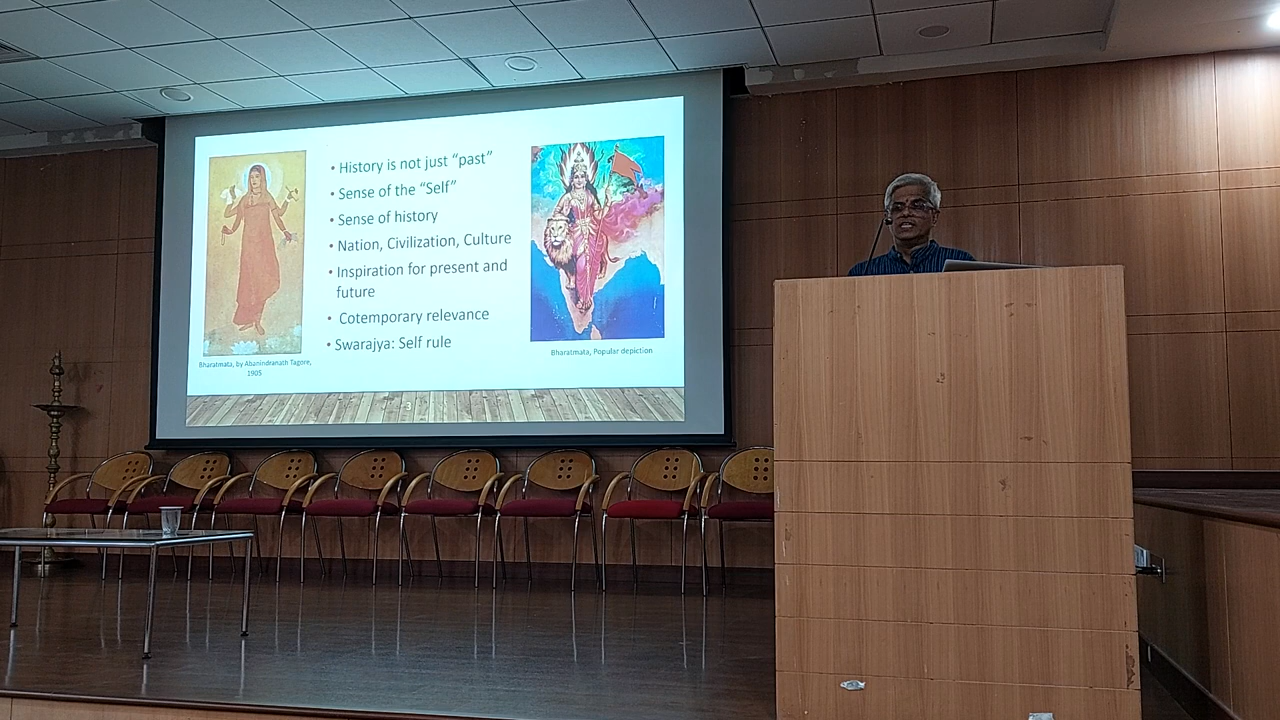 • History is not just “past”
• Sense of the “Self”
• Sense of history
• Nation, Civilization, Culture
• Inspiration for present and
future
• Cotemporary relevance
• Swarajya: Self rule
Bharatmata, by Abanindranath Tagore,
1905
Bharatmata, Popular depiction